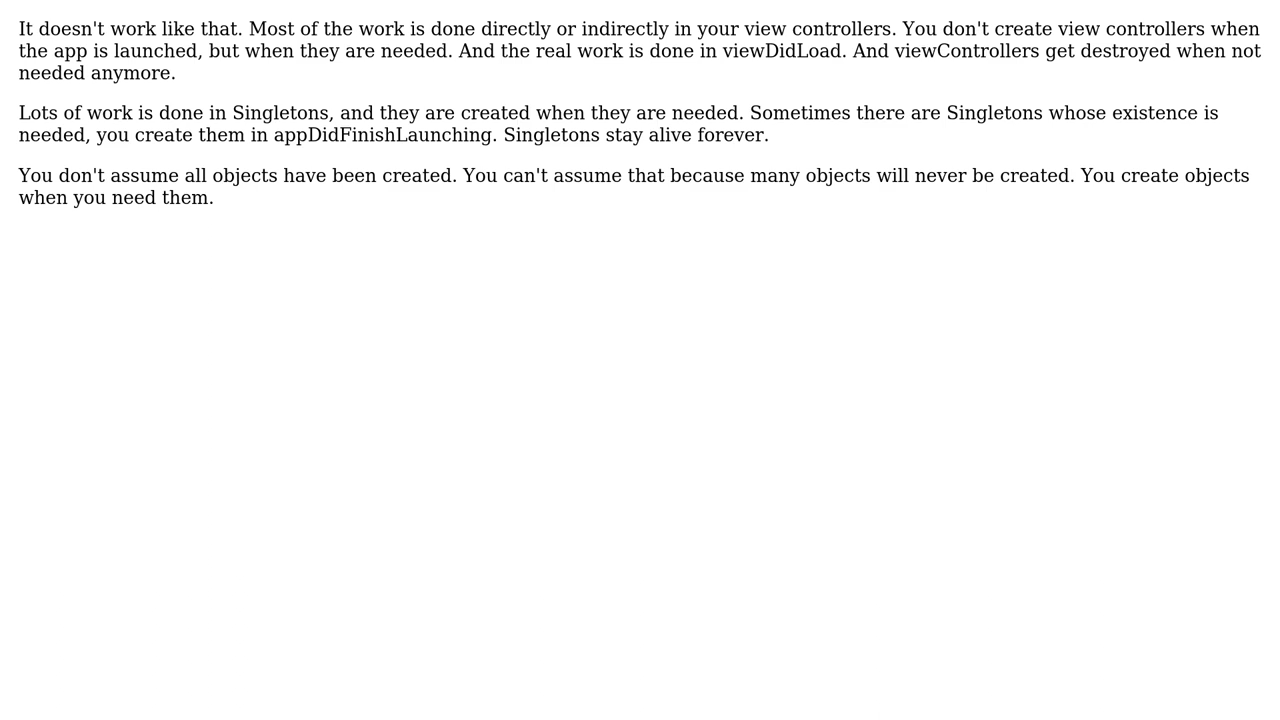 It doesn't work like that. Most of the work is done directly or indirectly in your view controllers. You don't create view controllers when
the app is launched, but when they are needed. And the real work is done in viewDidLoad. And viewControllers get destroyed when not
needed anymore.
Lots of work is done in Singletons, and they are created when they are needed. Sometimes there are Singletons whose existence is
needed, you create them in appDidFinishLaunching. Singletons stay alive forever.
You don't assume all objects have been created. You can't assume that because many objects will never be created. You create objects
when you need them.